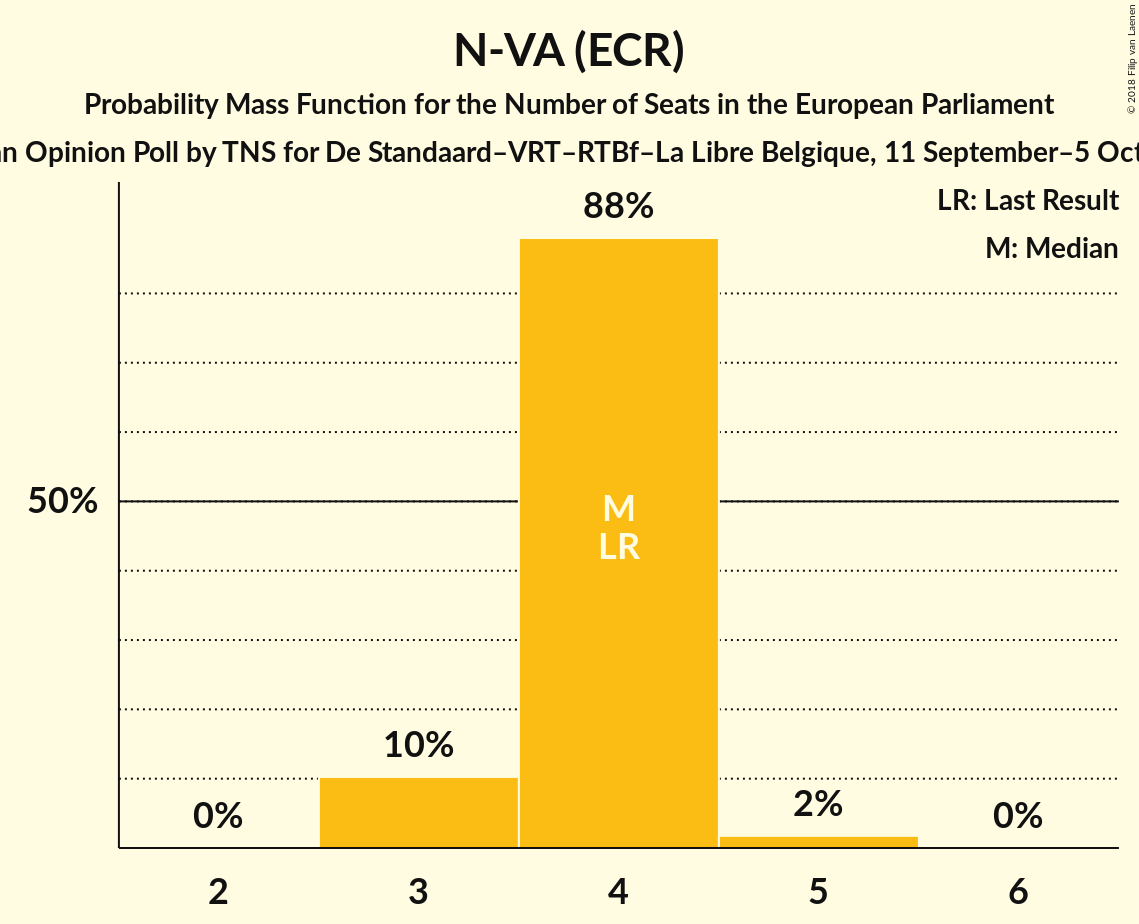 N-VA (ECR)
Probability Mass Function for the Number of Seats in the European Parliament
Opinion Poll by TNS for De Standaard–VRT–RTBf–La Libre Belgique, 11 September–5 Oct
© 2018 Filip van Laenen
LR: Last Result
M: Median
88%
50%
M
LR
10%
2%
0%
0%
2 3 4 5 6